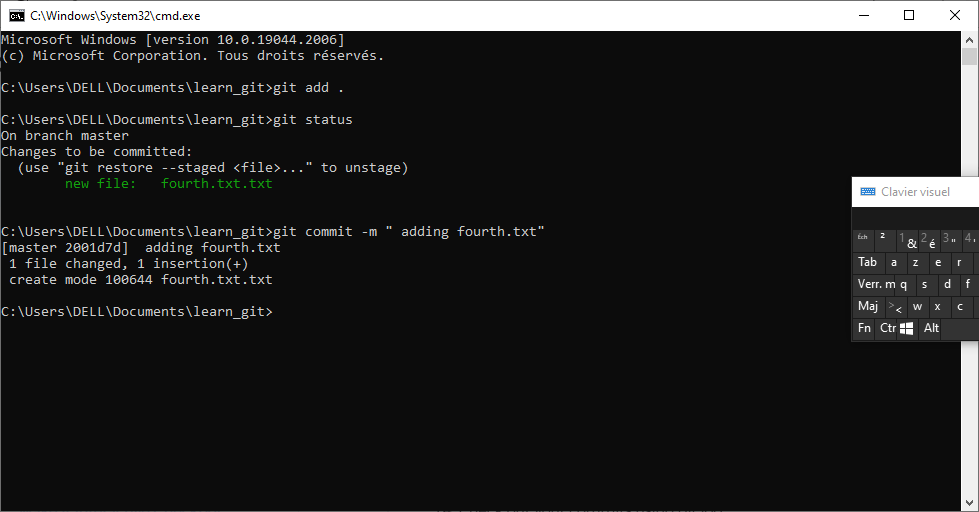 C:\Windows\System32\cmd.exe
Microsoft Windows [version 10.0.19044.2006]
(c) Microsoft Corporation. Tous droits réservés.
C:\Users\DELL\Documents\learn_git>git add .
C:\Users\DELL\Documents\learn_git>git status
On branch master
Changes to be committed:
  (use "git restore --staged <file>..." to unstage)
        new file:   fourth.txt.txt
C:\Users\DELL\Documents\learn_git>git commit -m " adding fourth.txt"
[master 2001d7d]  adding fourth.txt
 1 file changed, 1 insertion(+)
 create mode 100644 fourth.txt.txt
C:\Users\DELL\Documents\learn_git>
Clavier visuel
Éch ² 1 & 2 é 3 " 4 '
Tab a z e r
Verr. m q s d f
Maj > < w x c
Fn Ctr Alt